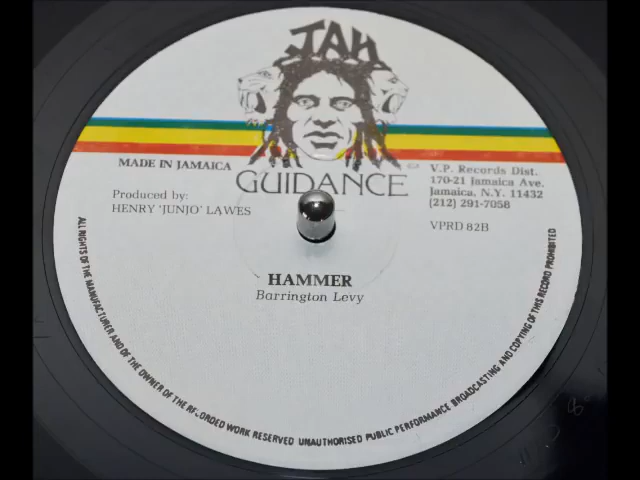 JAH
GUIDANCE
MADE IN JAMAICA
Produced by:
HENRY 'JUNJO' LAWES
V.P. Records Dist.
170-21 Jamaica Ave.
Jamaica, N.Y. 11432
(212) 291-7058
VPRD 82B
HAMMER
Barrington Levy
ALL RIGHTS OF THE MANUFACTURER AND OF THE OWNER OF THE RECORDED WORK RESERVED UNAUTHORISED PUBLIC PERFORMANCE BROADCASTING AND COPYING OF THIS RECORD PROHIBITED